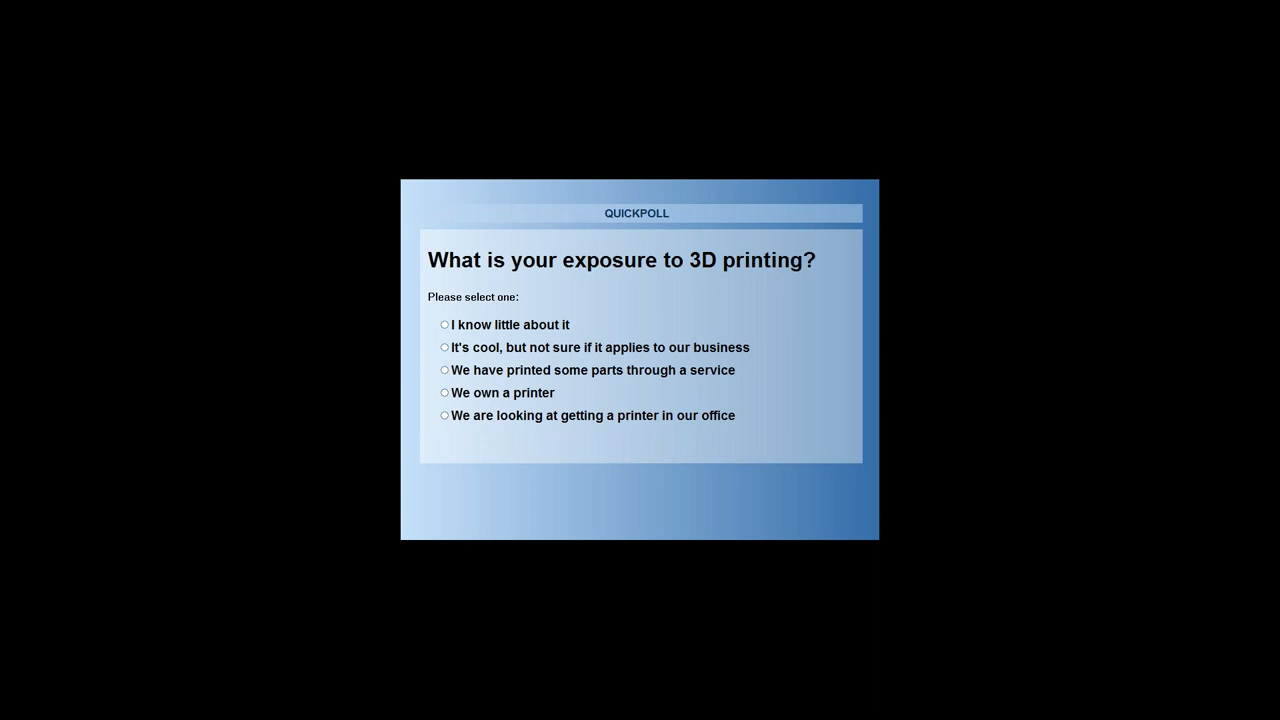 QUICKPOLL
What is your exposure to 3D printing?
Please select one:
I know little about it
It's cool, but not sure if it applies to our business
We have printed some parts through a service
We own a printer
We are looking at getting a printer in our office